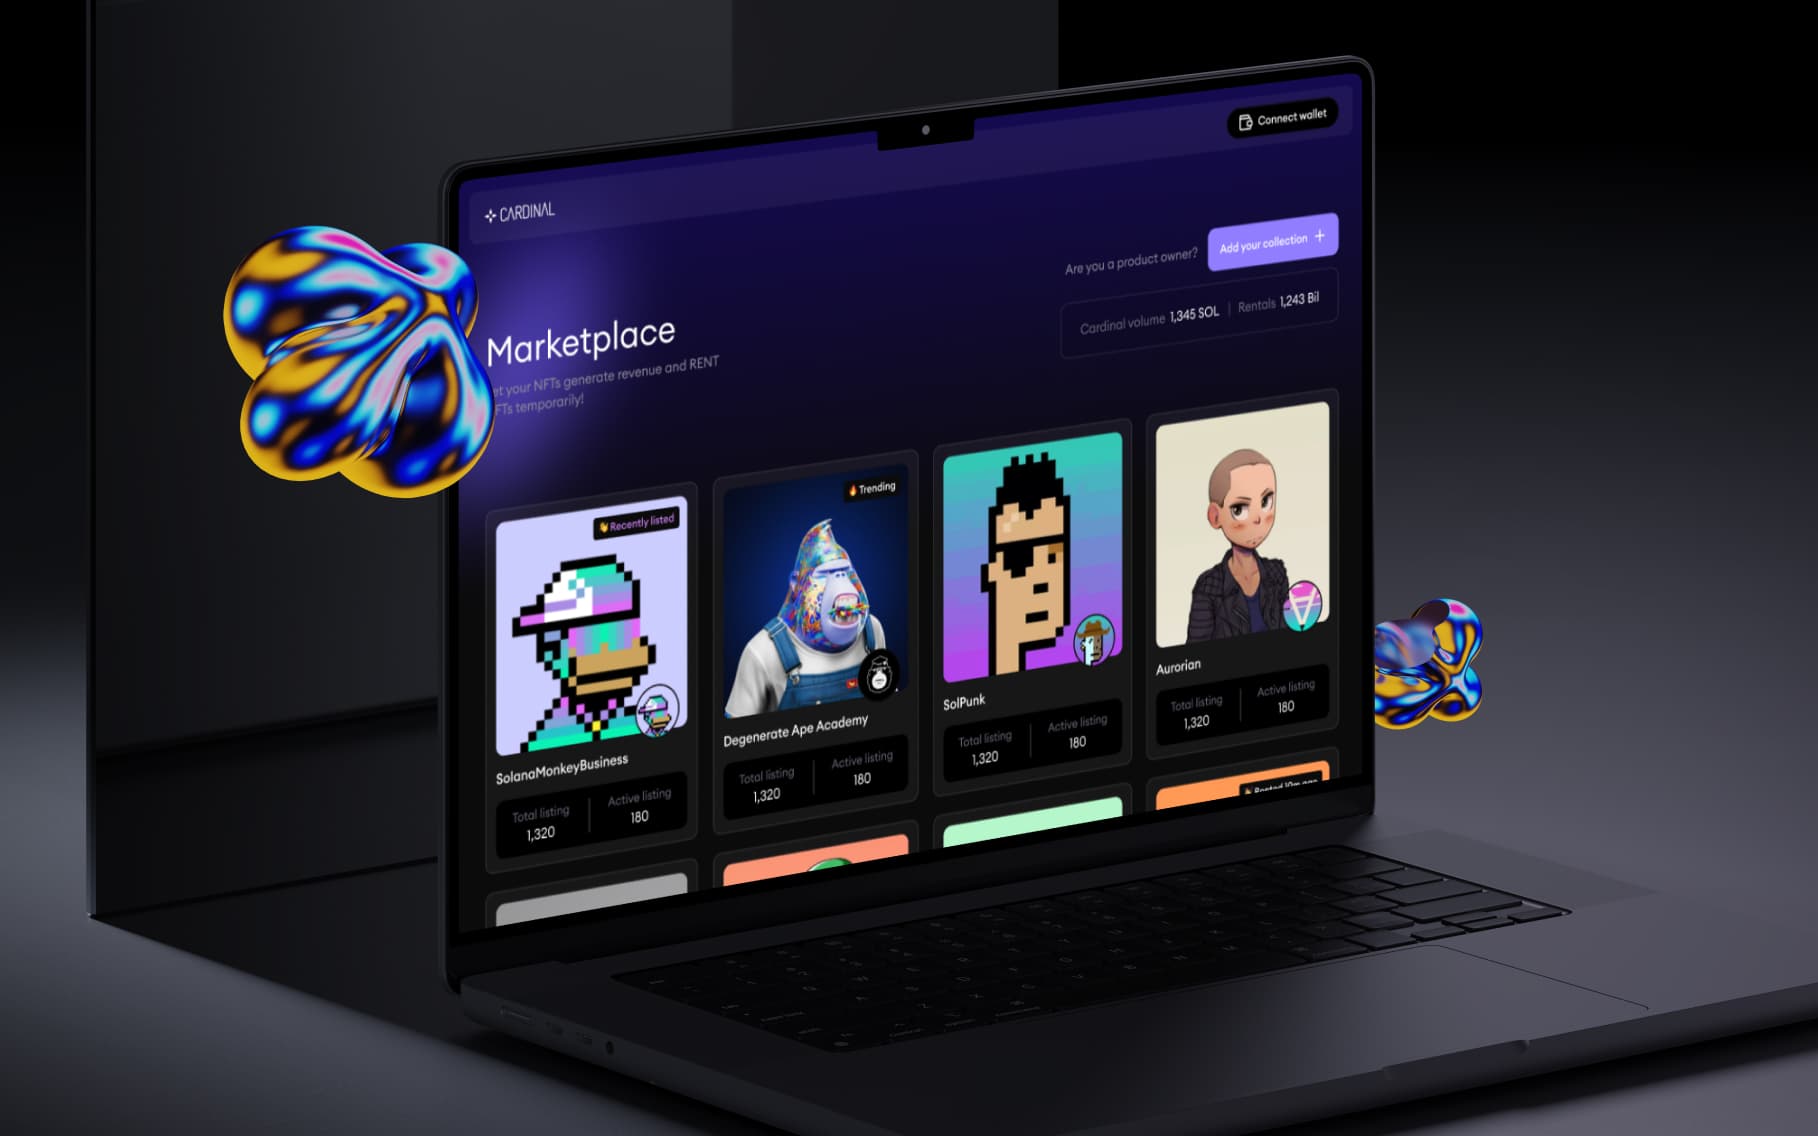 Connect wallet
CARDINAL
Are you a product owner?
Add your collection +
Cardinal volume 1,345 SOL | Rentals 1,243 Bil
Marketplace
et your NFTs generate revenue and RENT
FTs temporarily!
Recently listed
Trending
SolanaMonkeyBusiness
Total listing
1,320
Active listing
180
Degenerate Ape Academy
Total listing
1,320
Active listing
180
SolPunk
Total listing
1,320
Active listing
180
Aurorian
Total listing
1,320
Active listing
180
Rented 10m ago